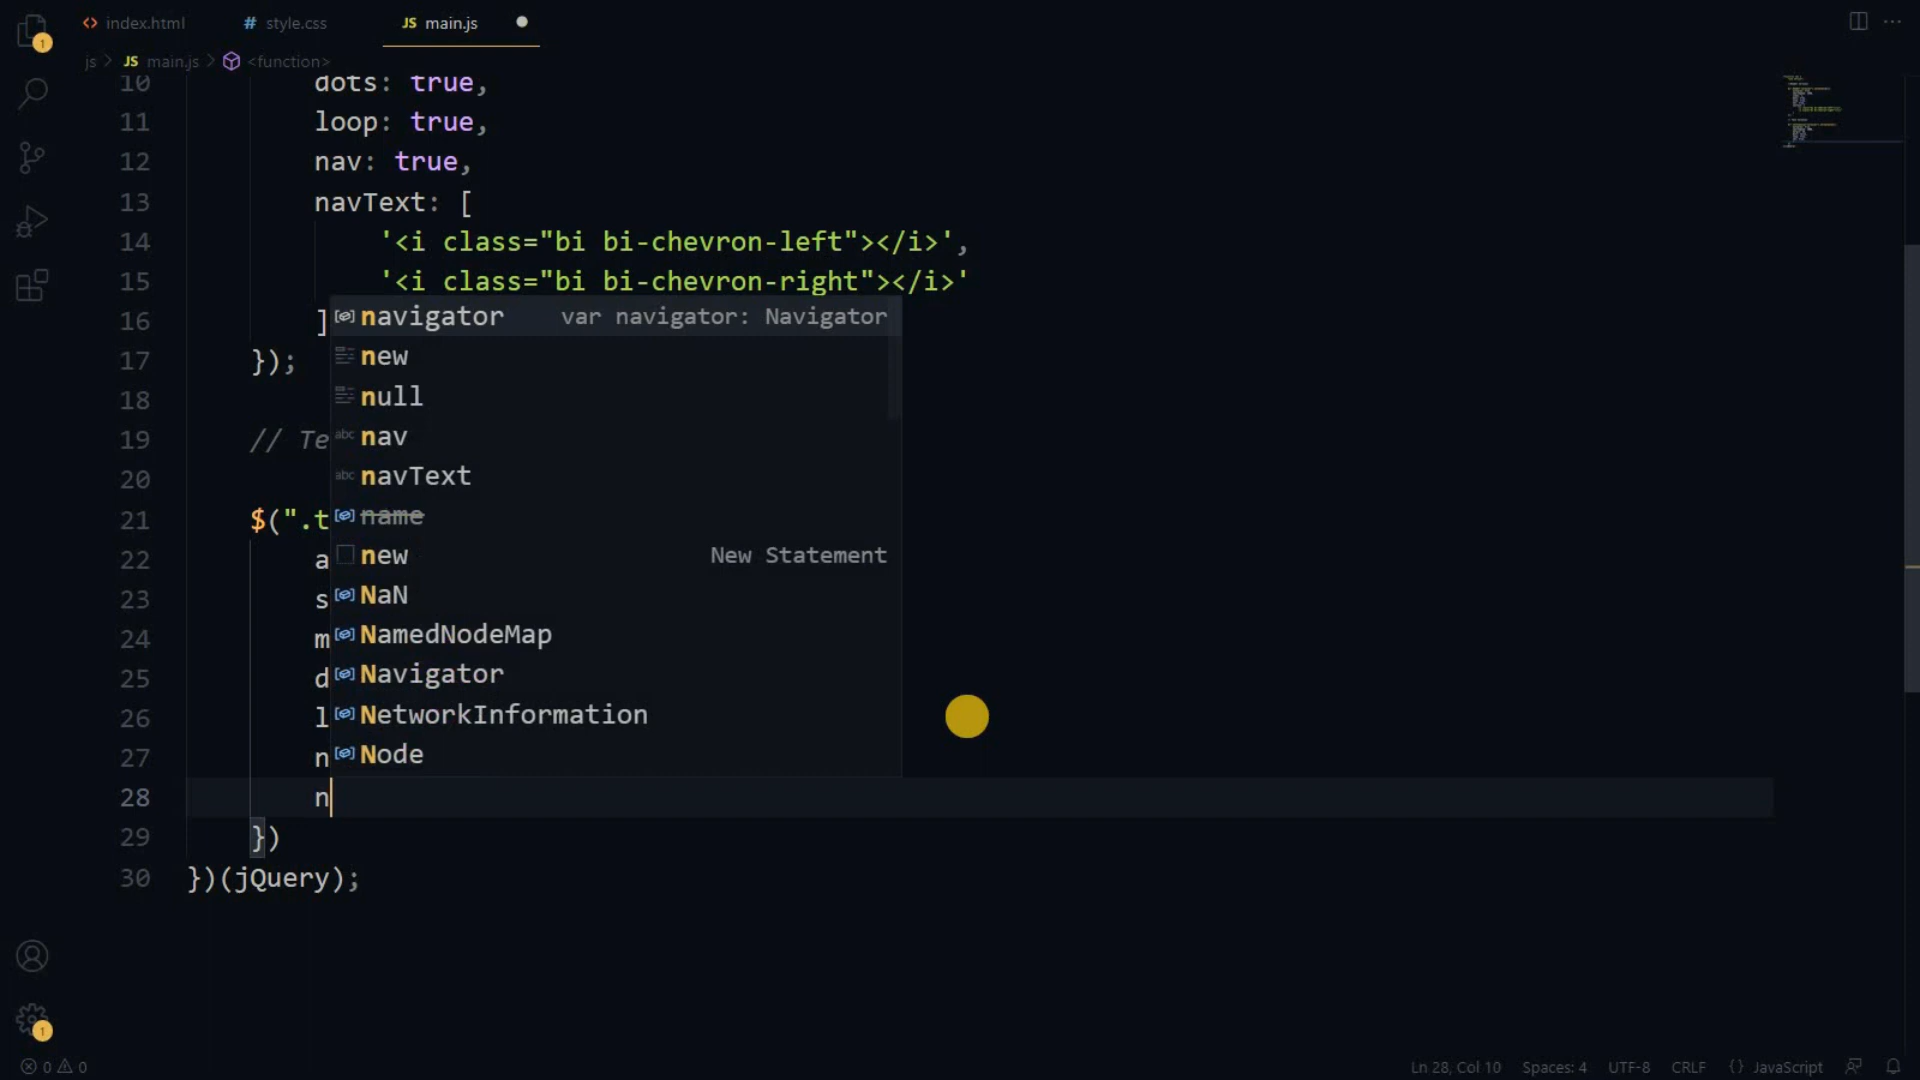 index.html # style.css JS main.js
js > JS main.js > <function>
10 dots: true,
11 loop: true,
12 nav: true,
13 navText: [
14 '<i class="bi bi-chevron-left"></i>',
15 '<i class="bi bi-chevron-right"></i>'
16 ]
17 });
18
19 // Te
20
21 $(".t
22 a
23 s
24 m
25 d
26 l
27 n
28 n
29 })
30 })(jQuery);
navigator var navigator: Navigator
new
null
abc nav
abc navText
name
new New Statement
NaN
NamedNodeMap
Navigator
NetworkInformation
Node
1
1
0 0 Ln 28, Col 10 Spaces: 4 UTF-8 CRLF {} JavaScript